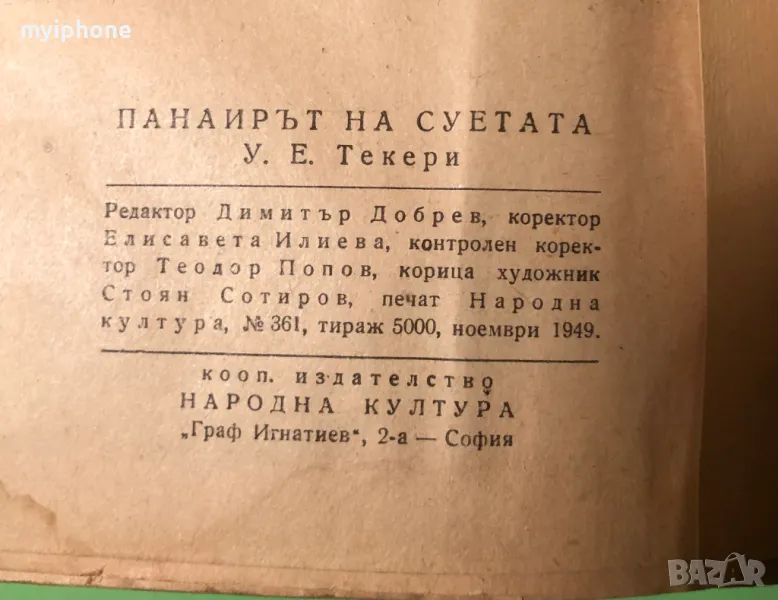 myiphone
ПАНАИРЪТ НА СУЕТАТА
У. Е. Текери
Редактор Димитър Добрев, коректор
Елисавета Илиева, контролен корек-
тор Теодор Попов, корица художник
Стоян Сотиров, печат Народна
култура, № 361, тираж 5000, ноември 1949.
кооп. издателство
НАРОДНА КУЛТУРА
„Граф Игнатиев“, 2-а — София
BAZAR